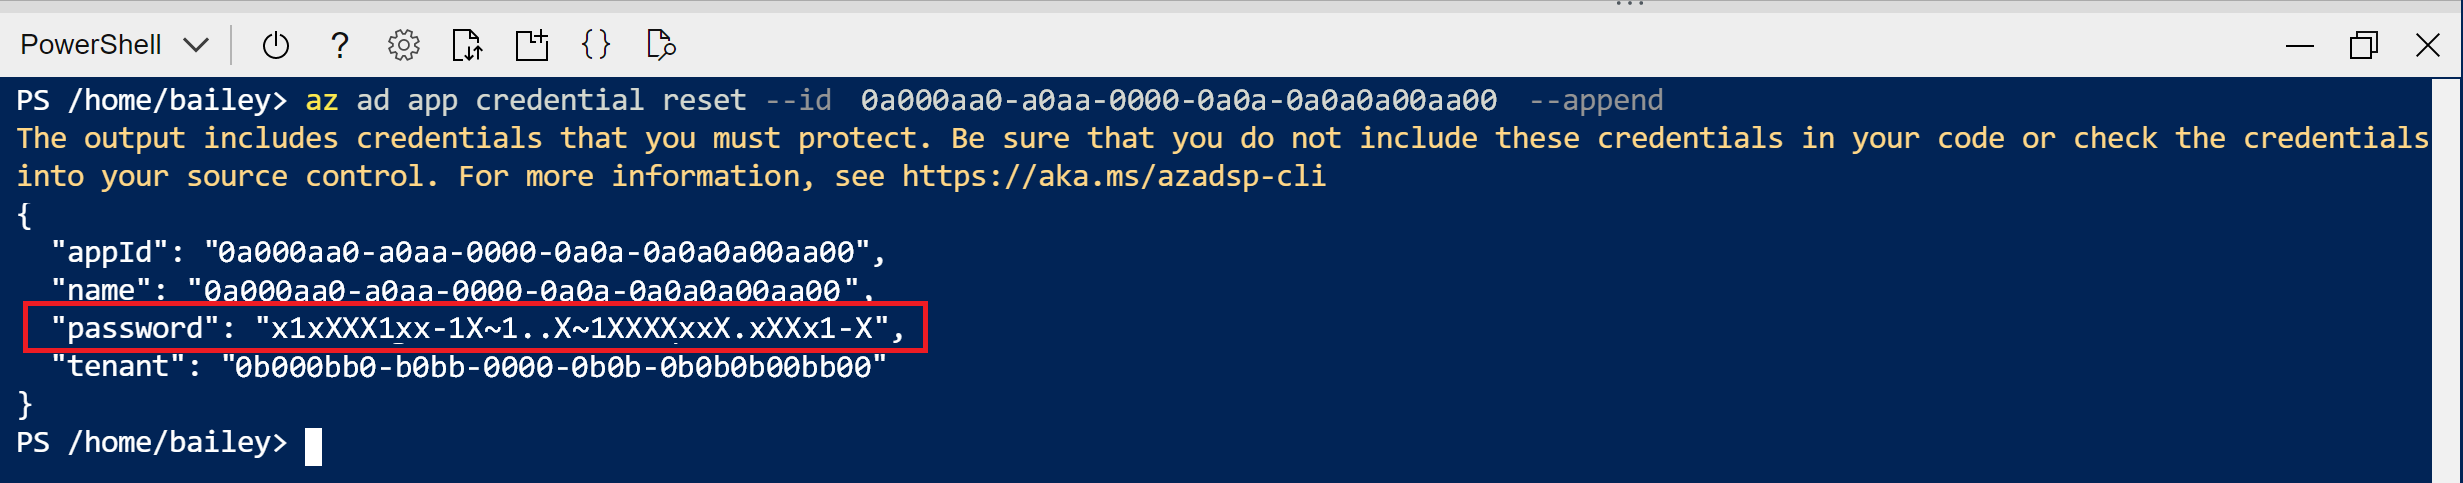 PowerShell
PS /home/bailey> az ad app credential reset --id 0a000aa0-a0aa-0000-0a0a-0a0a0a00aa00 --append
The output includes credentials that you must protect. Be sure that you do not include these credentials in your code or check the credentials
into your source control. For more information, see https://aka.ms/azadsp-cli
{
  "appId": "0a000aa0-a0aa-0000-0a0a-0a0a0a00aa00",
  "name": "0a000aa0-a0aa-0000-0a0a-0a0a0a00aa00",
  "password": "x1xXXX1xx-1X~1..X~1XXXXxxX.xXXx1-X",
  "tenant": "0b000bb0-b0bb-0000-0b0b-0b0b0b00bb00"
}
PS /home/bailey>